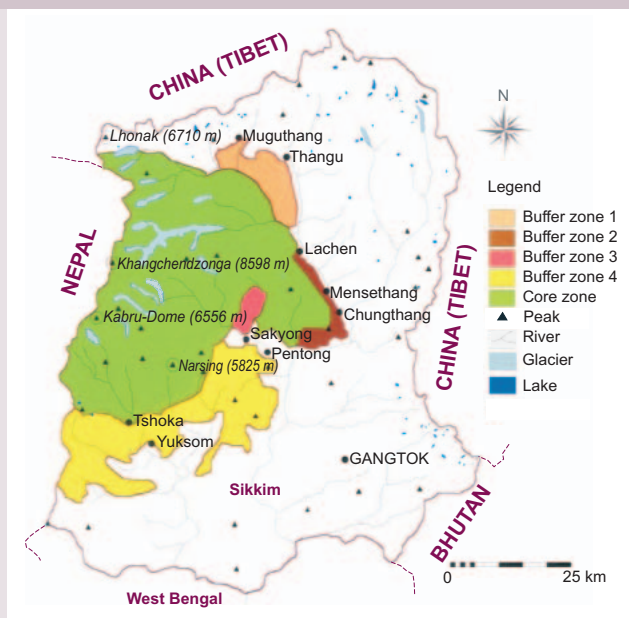 CHINA (TIBET)
N
Lhonak (6710 m)
Muguthang
Thangu
Legend
Buffer zone 1
Buffer zone 2
Buffer zone 3
Buffer zone 4
Core zone
Peak
River
Glacier
Lake
Lachen
NEPAL
Khangchendzonga (8598 m)
CHINA (TIBET)
Mensethang
Chungthang
Kabru-Dome (6556 m)
Sakyong
Pentong
Narsing (5825 m)
Tshoka
Yuksom
GANGTOK
Sikkim
BHUTAN
0 25 km
West Bengal